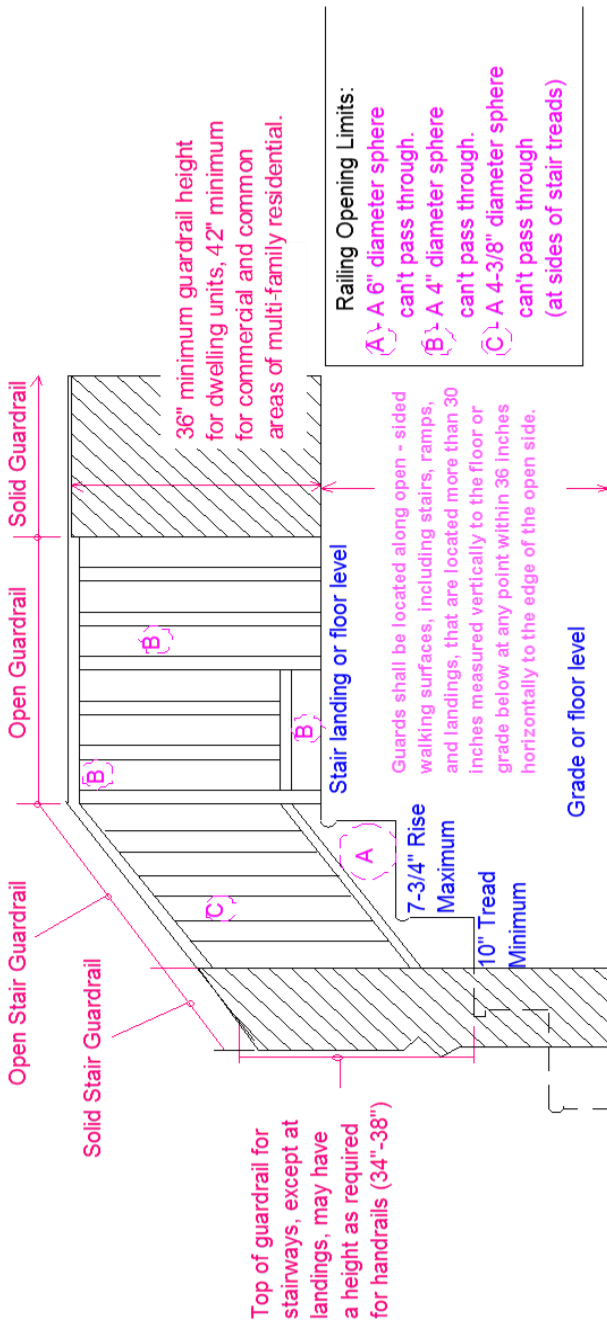 Open Stair Guardrail
Open Guardrail
Solid Guardrail
Solid Stair Guardrail
Top of guardrail for
stairways, except at
landings, may have
a height as required
for handrails (34"-38")
36" minimum guardrail height
for dwelling units, 42" minimum
for commercial and common
areas of multi-family residential.
C
B
B
B
A
Stair landing or floor level
7-3/4" Rise
Maximum
10" Tread
Minimum
Guards shall be located along open - sided
walking surfaces, including stairs, ramps,
and landings, that are located more than 30
inches measured vertically to the floor or
grade below at any point within 36 inches
horizontally to the edge of the open side.
Grade or floor level
Railing Opening Limits:
A - A 6" diameter sphere
can't pass through.
B - A 4" diameter sphere
can't pass through.
C - A 4-3/8" diameter sphere
can't pass through
(at sides of stair treads)